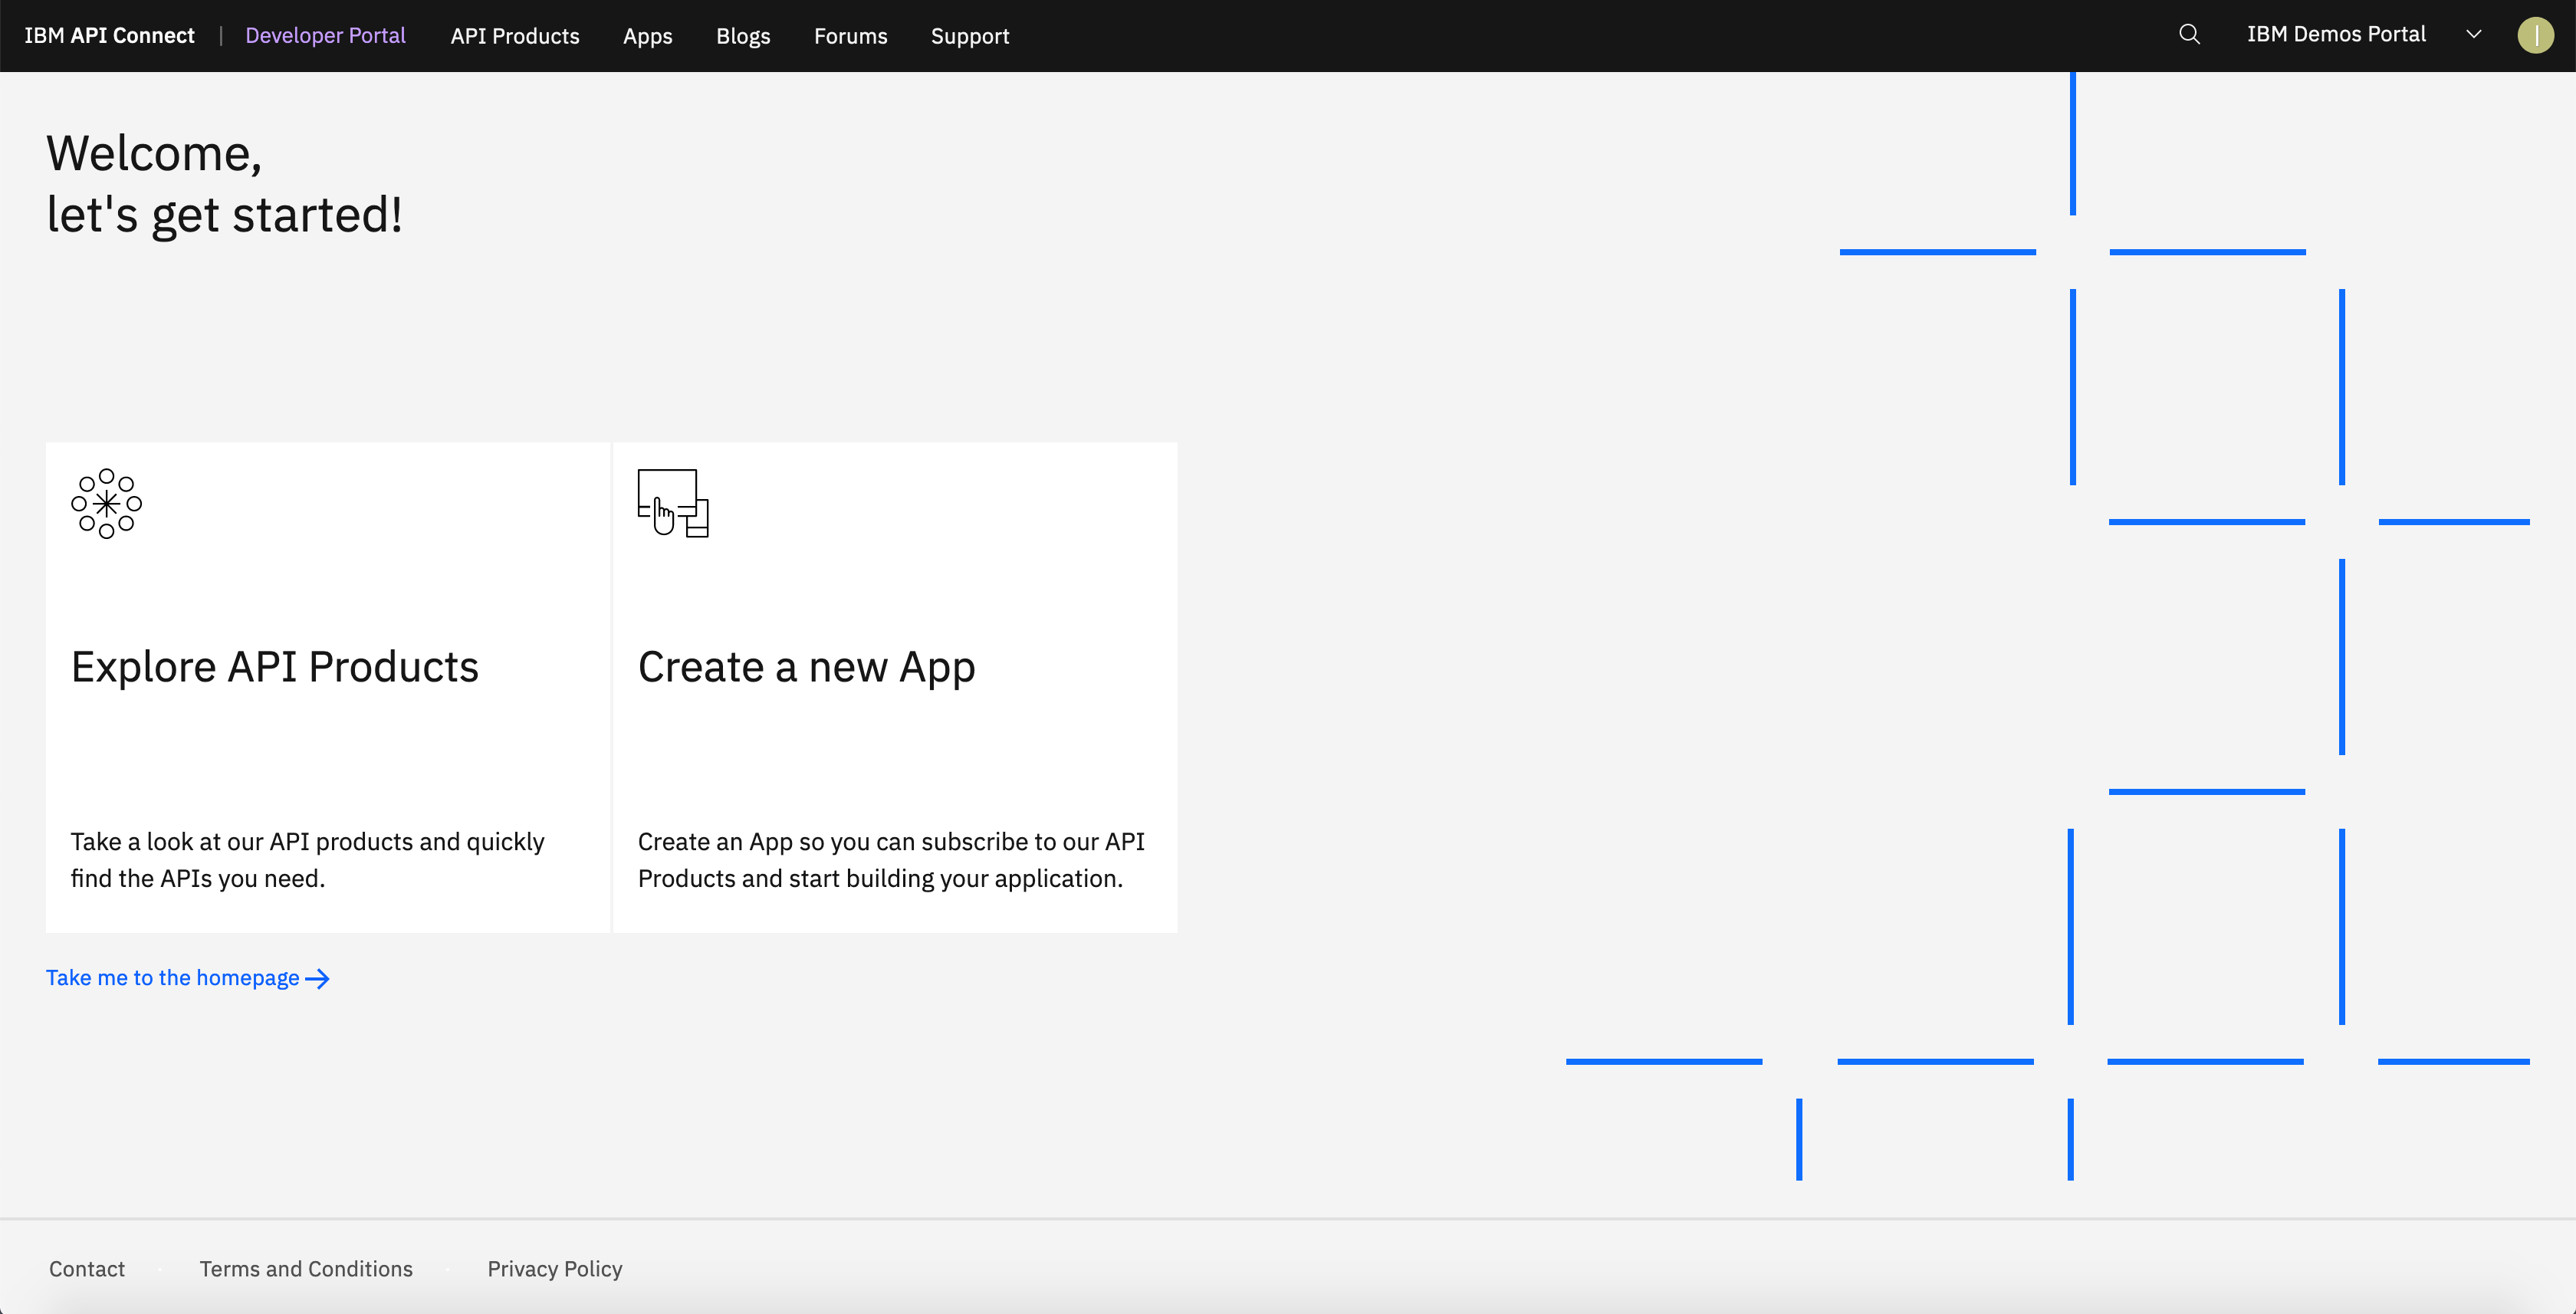 IBM API Connect | Developer Portal API Products Apps Blogs Forums Support IBM Demos Portal
Welcome,
let's get started!
Explore API Products
Take a look at our API products and quickly
find the APIs you need.
Create a new App
Create an App so you can subscribe to our API
Products and start building your application.
Take me to the homepage
Contact Terms and Conditions Privacy Policy